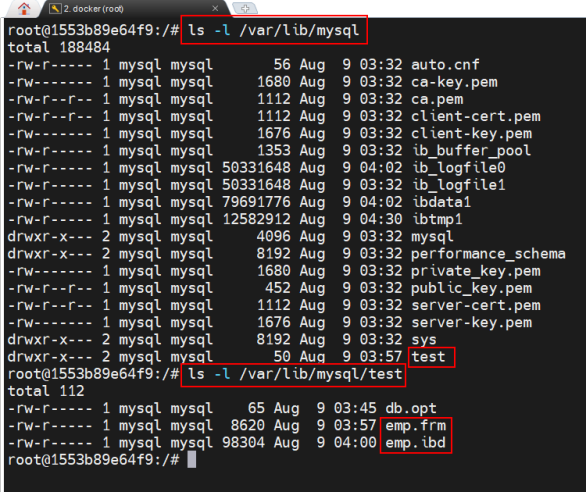 2. docker (root)
root@1553b89e64f9:/# ls -l /var/lib/mysql
total 188484
-rw-r----- 1 mysql mysql       56 Aug  9 03:32 auto.cnf
-rw------- 1 mysql mysql     1680 Aug  9 03:32 ca-key.pem
-rw-r--r-- 1 mysql mysql     1112 Aug  9 03:32 ca.pem
-rw-r--r-- 1 mysql mysql     1112 Aug  9 03:32 client-cert.pem
-rw------- 1 mysql mysql     1676 Aug  9 03:32 client-key.pem
-rw-r----- 1 mysql mysql     1353 Aug  9 03:32 ib_buffer_pool
-rw-r----- 1 mysql mysql 50331648 Aug  9 04:02 ib_logfile0
-rw-r----- 1 mysql mysql 50331648 Aug  9 03:32 ib_logfile1
-rw-r----- 1 mysql mysql 79691776 Aug  9 04:02 ibdata1
-rw-r----- 1 mysql mysql 12582912 Aug  9 04:30 ibtmp1
drwxr-x--- 2 mysql mysql     4096 Aug  9 03:32 mysql
drwxr-x--- 2 mysql mysql     8192 Aug  9 03:32 performance_schema
-rw------- 1 mysql mysql     1680 Aug  9 03:32 private_key.pem
-rw-r--r-- 1 mysql mysql      452 Aug  9 03:32 public_key.pem
-rw-r--r-- 1 mysql mysql     1112 Aug  9 03:32 server-cert.pem
-rw------- 1 mysql mysql     1676 Aug  9 03:32 server-key.pem
drwxr-x--- 2 mysql mysql     8192 Aug  9 03:32 sys
drwxr-x--- 2 mysql mysql       50 Aug  9 03:57 test
root@1553b89e64f9:/# ls -l /var/lib/mysql/test
total 112
-rw-r----- 1 mysql mysql    65 Aug  9 03:45 db.opt
-rw-r----- 1 mysql mysql  8620 Aug  9 03:57 emp.frm
-rw-r----- 1 mysql mysql 98304 Aug  9 04:00 emp.ibd
root@1553b89e64f9:/#